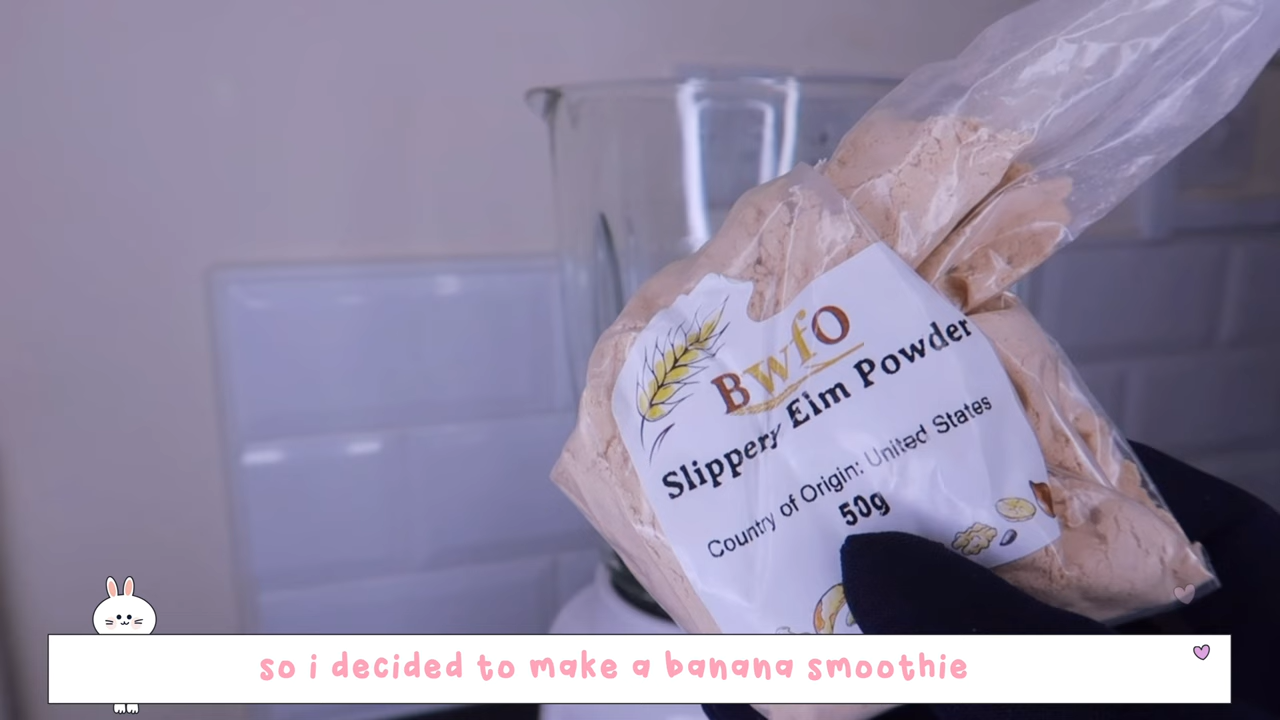 BwfO
Slippery Elm Powder
Country of Origin: United States
50g
so i decided to make a banana smoothie